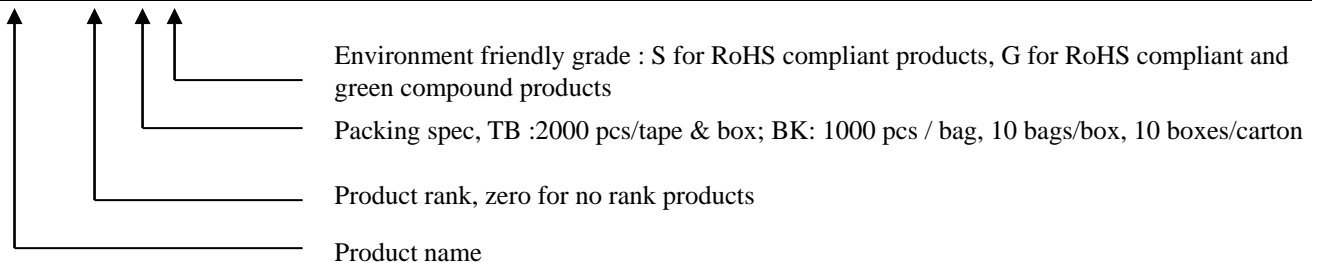 Environment friendly grade : S for RoHS compliant products, G for RoHS compliant and
green compound products
Packing spec, TB :2000 pcs/tape & box; BK: 1000 pcs / bag, 10 bags/box, 10 boxes/carton
Product rank, zero for no rank products
Product name